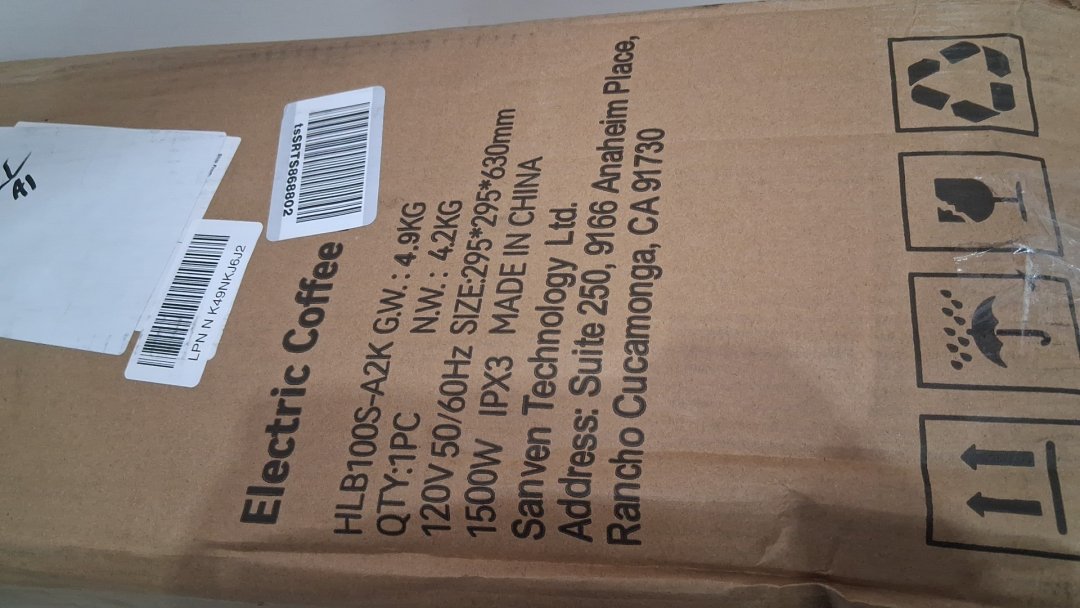 Electric Coffee
HLB100S-A2K G.W.: 4.9KG
QTY:1PC N.W.: 4.2KG
120V 50/60Hz SIZE:295*295*630mm
1500W IPX3 MADE IN CHINA
Sanven Technology Ltd.
Address: Suite 250, 9166 Anaheim Place,
Rancho Cucamonga, CA 91730
tsSRTS868802
LPN N K49NKJ6J2